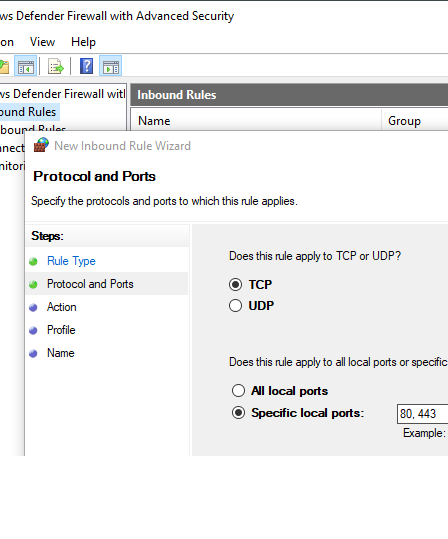 ws Defender Firewall with Advanced Security
on View Help
ws Defender Firewall with
Inbound Rules
ound Rules
Name Group
bound Rules
nnect
nitori
New Inbound Rule Wizard
Protocol and Ports
Specify the protocols and ports to which this rule applies.
Steps:
Rule Type
Protocol and Ports
Action
Profile
Name
Does this rule apply to TCP or UDP?
TCP
UDP
Does this rule apply to all local ports or specific
All local ports
Specific local ports:
80, 443
Example: